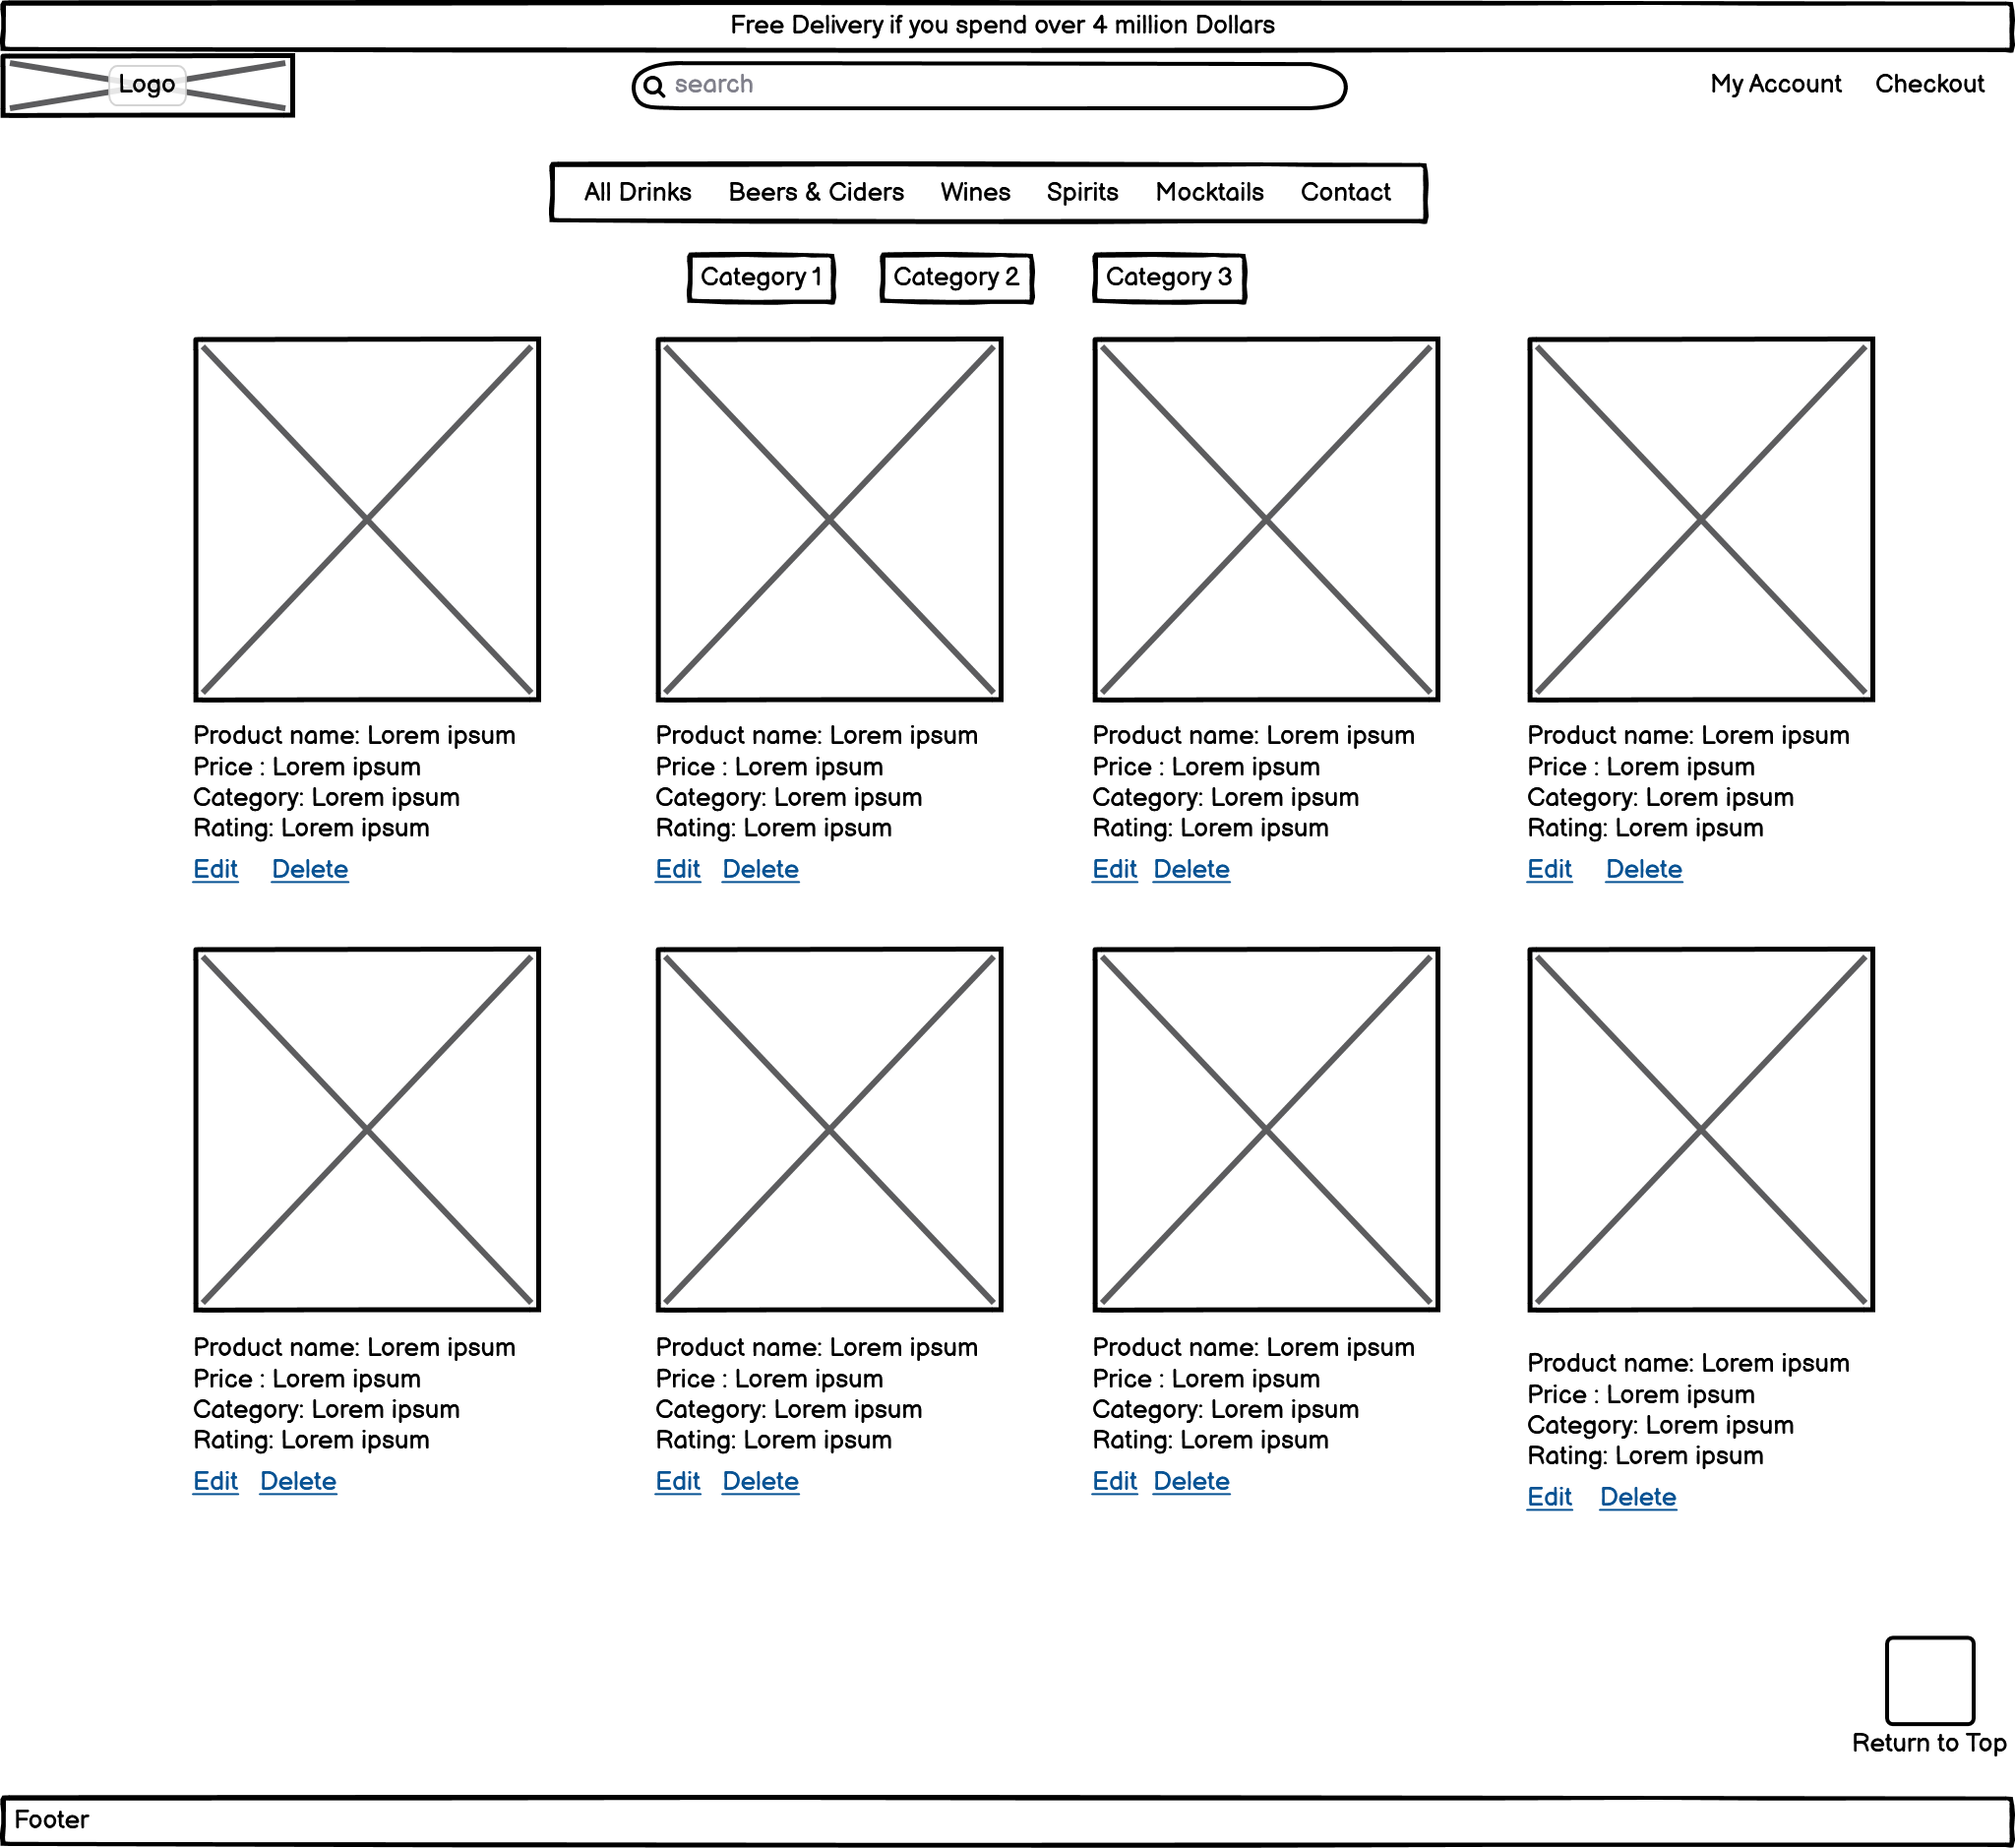 Free Delivery if you spend over 4 million Dollars
Logo
search
My Account Checkout
All Drinks Beers & Ciders Wines Spirits Mocktails Contact
Category 1 Category 2 Category 3
Product name: Lorem ipsum
Price : Lorem ipsum
Category: Lorem ipsum
Rating: Lorem ipsum
Edit Delete
Product name: Lorem ipsum
Price : Lorem ipsum
Category: Lorem ipsum
Rating: Lorem ipsum
Edit Delete
Product name: Lorem ipsum
Price : Lorem ipsum
Category: Lorem ipsum
Rating: Lorem ipsum
Edit Delete
Product name: Lorem ipsum
Price : Lorem ipsum
Category: Lorem ipsum
Rating: Lorem ipsum
Edit Delete
Product name: Lorem ipsum
Price : Lorem ipsum
Category: Lorem ipsum
Rating: Lorem ipsum
Edit Delete
Product name: Lorem ipsum
Price : Lorem ipsum
Category: Lorem ipsum
Rating: Lorem ipsum
Edit Delete
Product name: Lorem ipsum
Price : Lorem ipsum
Category: Lorem ipsum
Rating: Lorem ipsum
Edit Delete
Product name: Lorem ipsum
Price : Lorem ipsum
Category: Lorem ipsum
Rating: Lorem ipsum
Edit Delete
Return to Top
Footer